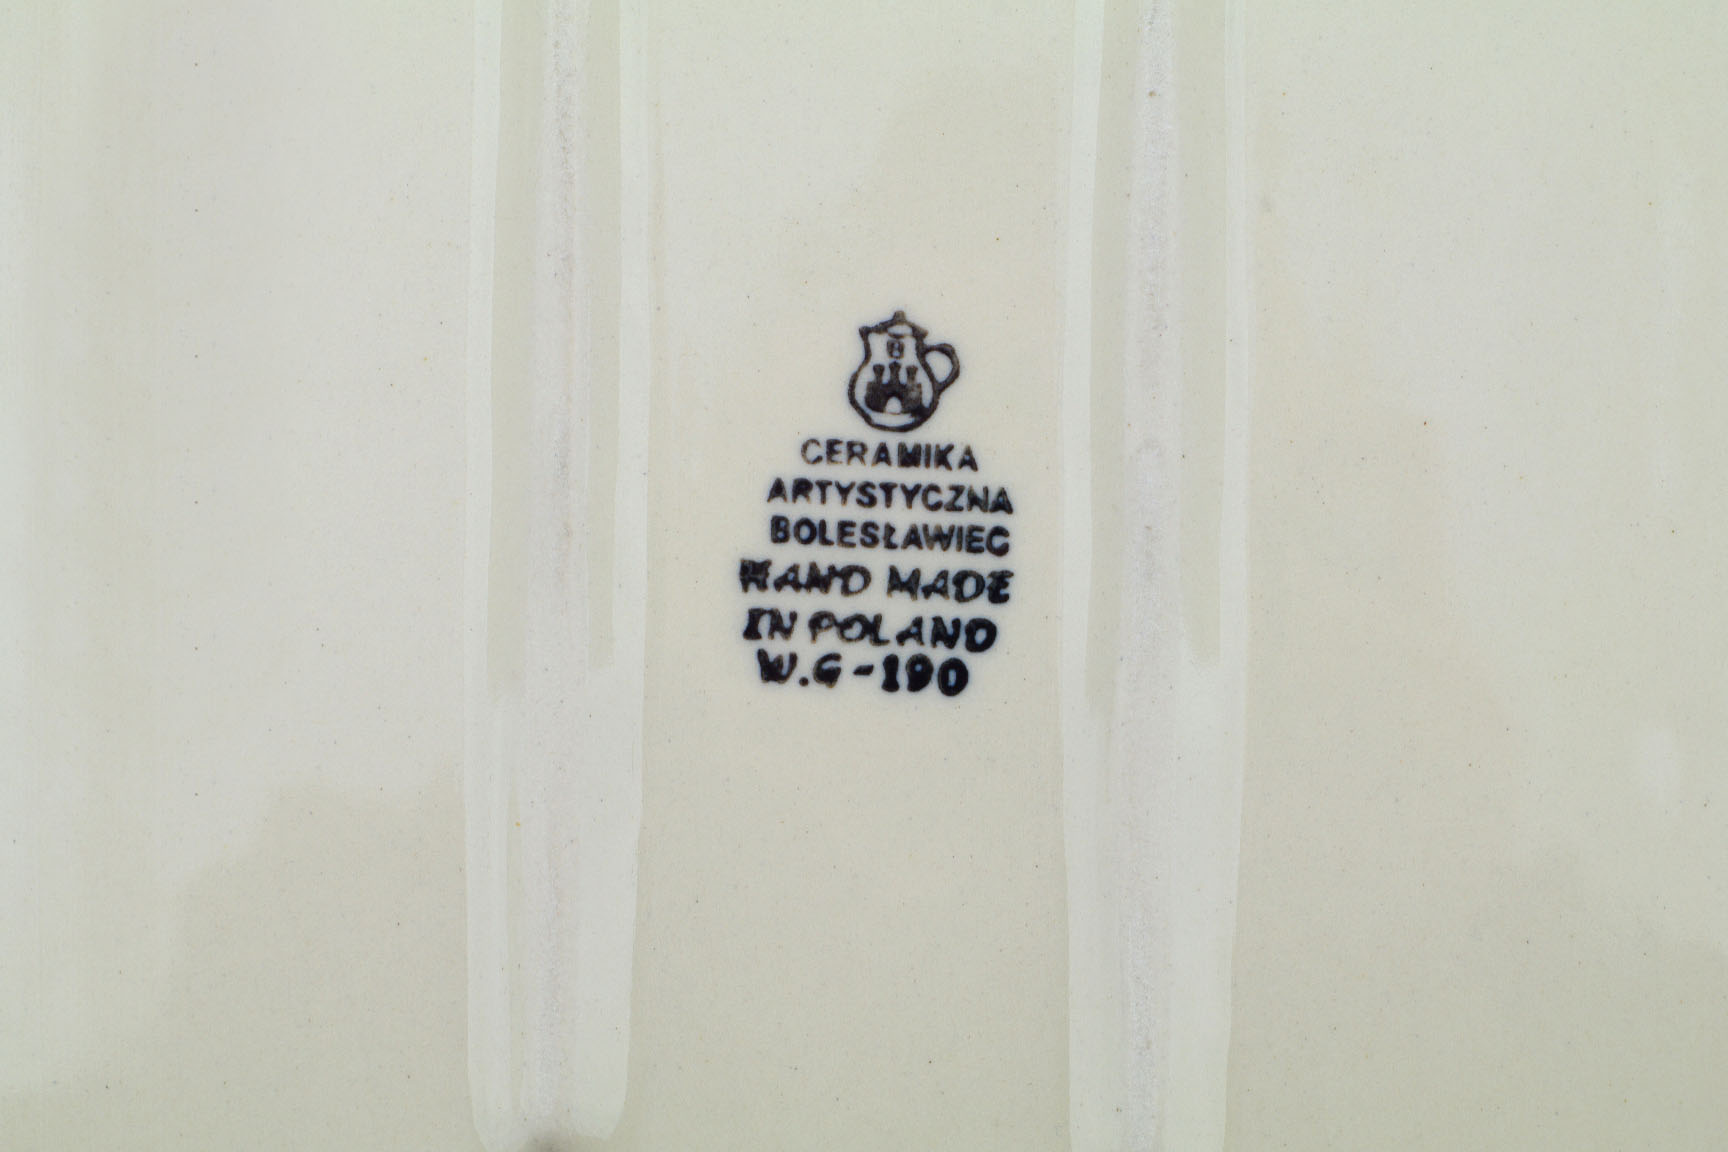 CERAMIKA
ARTYSTYCZNA
BOLESŁAWIEC
HAND MADE
IN POLAND
W.G-190